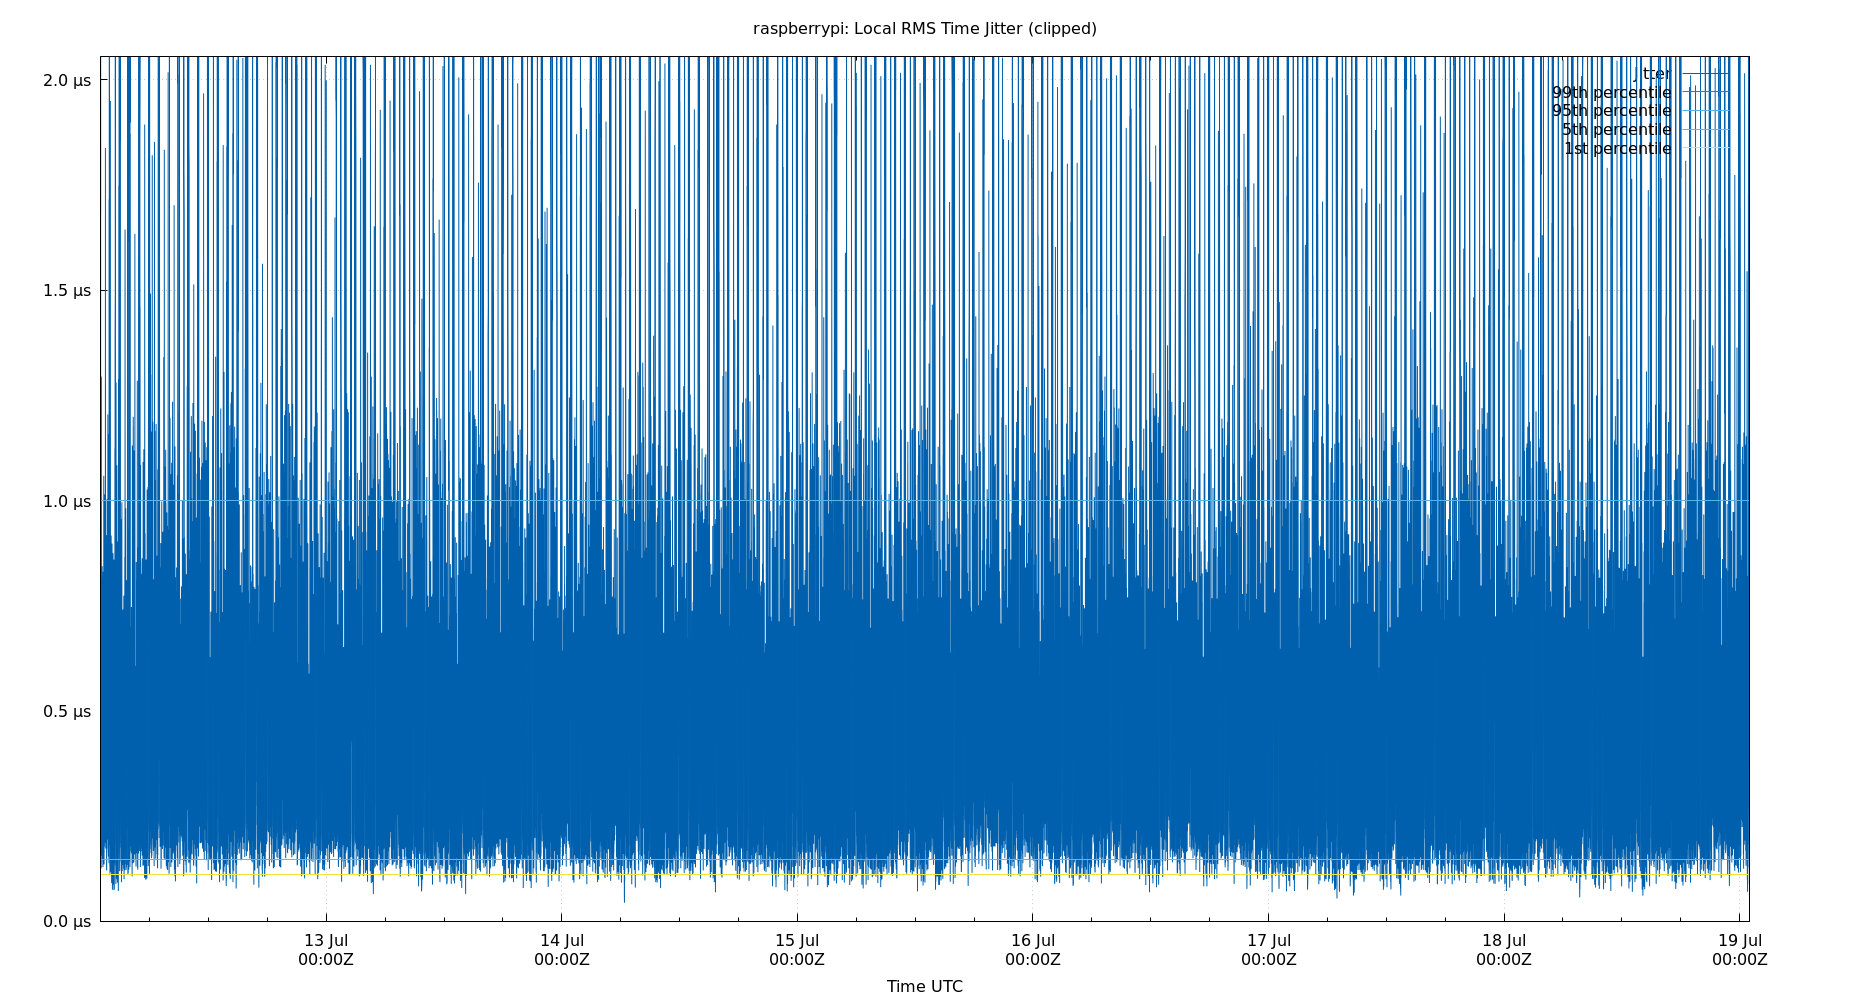 raspberrypi: Local RMS Time Jitter (clipped)
2.0 µs
1.5 µs
1.0 µs
0.5 µs
0.0 µs
Jitter
99th percentile
95th percentile
5th percentile
1st percentile
13 Jul
00:00Z
14 Jul
00:00Z
15 Jul
00:00Z
16 Jul
00:00Z
17 Jul
00:00Z
18 Jul
00:00Z
19 Jul
00:00Z
Time UTC